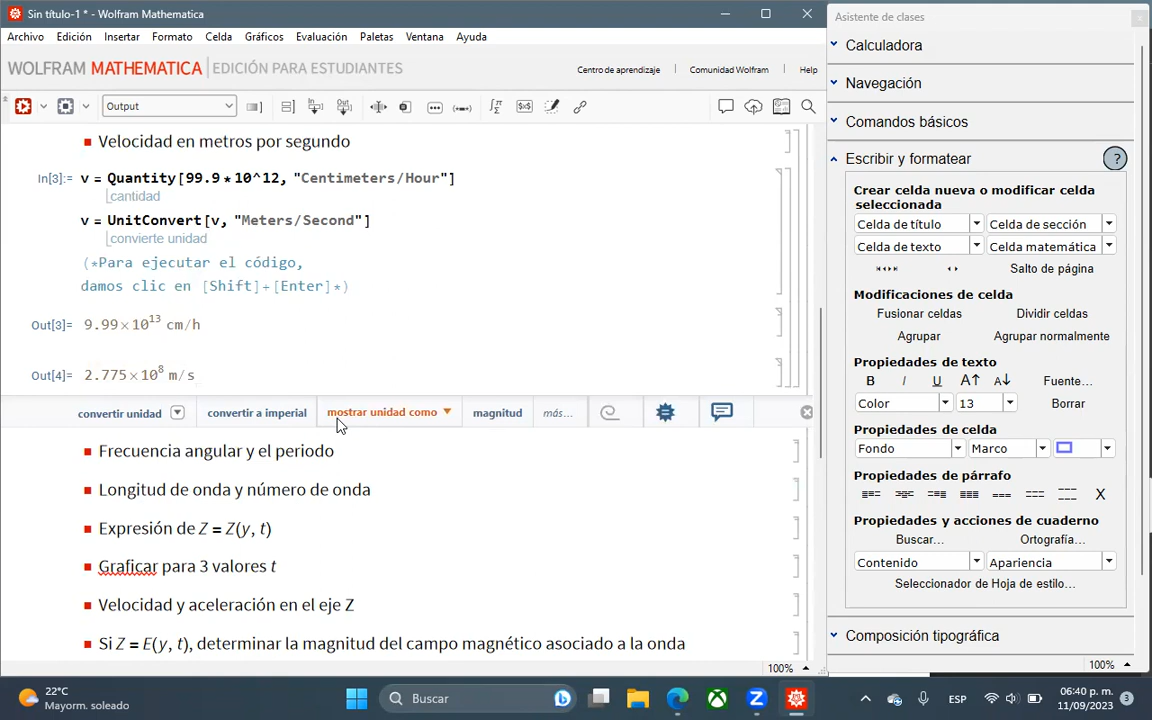 Sin título-1 * - Wolfram Mathematica
Archivo Edición Insertar Formato Celda Gráficos Evaluación Paletas Ventana Ayuda
WOLFRAM MATHEMATICA | EDICIÓN PARA ESTUDIANTES
Centro de aprendizaje | Comunidad Wolfram | Help
Output
Velocidad en metros por segundo
In[3]:= v = Quantity[99.9*10^12, "Centimeters/Hour"]
cantidad
v = UnitConvert[v, "Meters/Second"]
convierte unidad
(*Para ejecutar el código,
damos clic en [Shift]+[Enter]*)
Out[3]= 9.99×10^13 cm/h
Out[4]= 2.775×10^8 m/s
convertir unidad convertir a imperial mostrar unidad como magnitud más...
Frecuencia angular y el periodo
Longitud de onda y número de onda
Expresión de Z = Z(y, t)
Graficar para 3 valores t
Velocidad y aceleración en el eje Z
Si Z = E(y, t), determinar la magnitud del campo magnético asociado a la onda
100%
Asistente de clases
Calculadora
Navegación
Comandos básicos
Escribir y formatear ?
Crear celda nueva o modificar celda
seleccionada
Celda de título Celda de sección
Celda de texto Celda matemática
Salto de página
Modificaciones de celda
Fusionar celdas Dividir celdas
Agrupar Agrupar normalmente
Propiedades de texto
B I U A↑ A↓ Fuente...
Color 13 Borrar
Propiedades de celda
Fondo Marco
Propiedades de párrafo
X
Propiedades y acciones de cuaderno
Buscar... Ortografía...
Contenido Apariencia
Seleccionador de Hoja de estilo...
Composición tipográfica
100%
22°C
Mayorm. soleado
Buscar
ESP
06:40 p. m.
11/09/2023
3